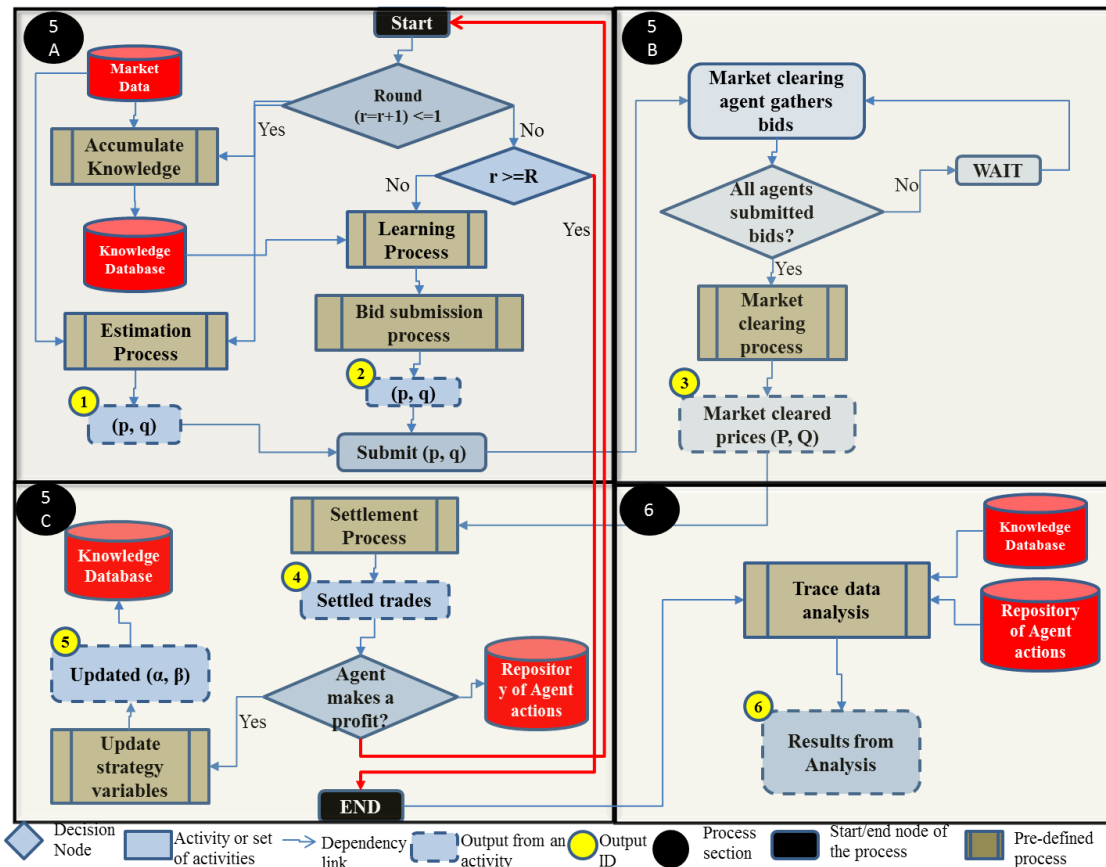 5
A
Start
Market
Data
Round
(r=r+1) <=1
Yes
No
Accumulate
Knowledge
r >=R
No
Yes
Knowledge
Database
Learning
Process
Estimation
Process
Bid submission
process
1
(p, q)
2
(p, q)
Submit (p, q)
5
B
Market clearing
agent gathers
bids
WAIT
No
All agents
submitted
bids?
Yes
Market
clearing
process
3
Market cleared
prices (P, Q)
5
C
Settlement
Process
Knowledge
Database
4
Settled trades
5
Updated (α, β)
Agent
makes a
profit?
Yes
Repositor
y of Agent
actions
Update
strategy
variables
END
6
Knowledge
Database
Trace data
analysis
Repository
of Agent
actions
6
Results from
Analysis
Decision
Node
Activity or set
of activities
Dependency
link
Output from an
activity
Output
ID
Process
section
Start/end node of
the process
Pre-defined
process